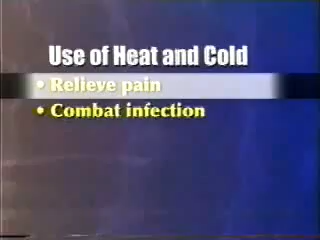 Use of Heat and Cold
• Relieve pain
• Combat infection